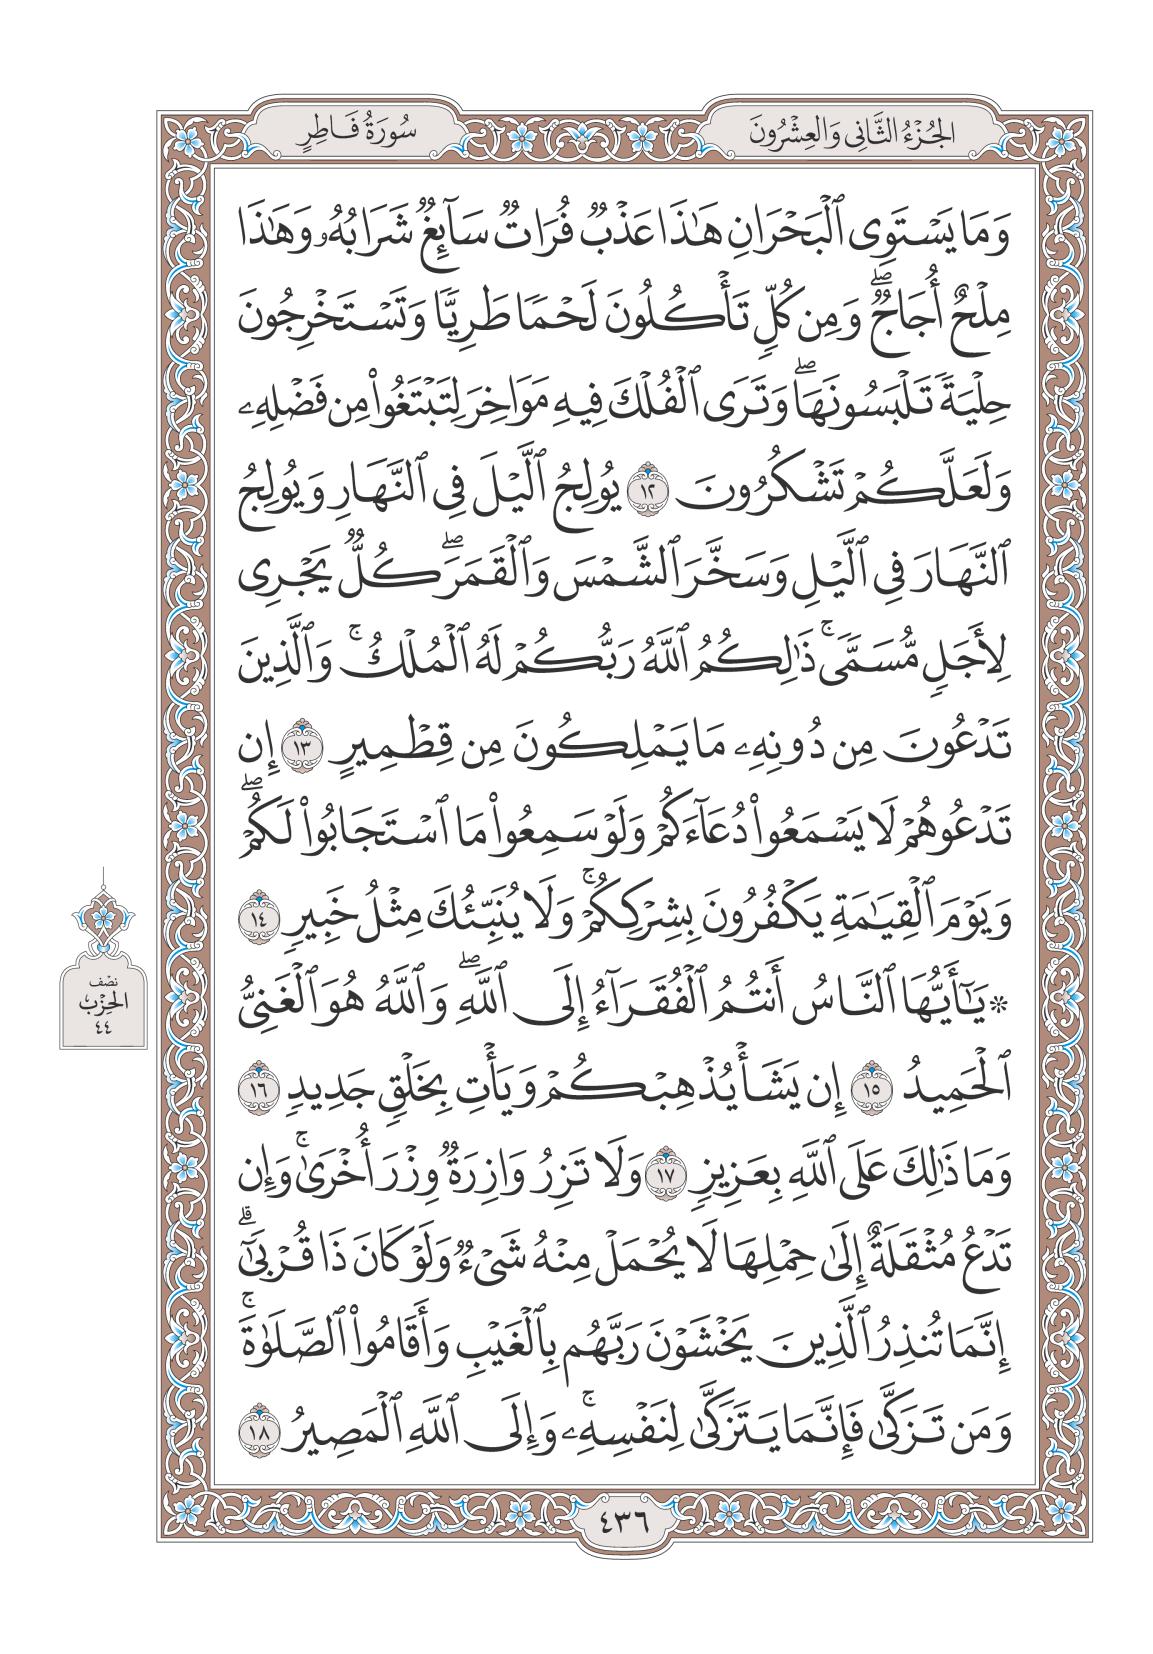 الجُزْءُ الثَّانِي وَالعِشْرُونَ
سُورَةُ فَاطِرٍ
وَمَا يَسْتَوِى ٱلْبَحْرَانِ هَـٰذَا عَذْبٌ فُرَاتٌ سَآئِغٌ شَرَابُهُۥ وَهَـٰذَا
مِلْحٌ أُجَاجٌ ۖ وَمِن كُلٍّ تَأْكُلُونَ لَحْمًا طَرِيًّا وَتَسْتَخْرِجُونَ
حِلْيَةً تَلْبَسُونَهَا ۖ وَتَرَى ٱلْفُلْكَ فِيهِ مَوَاخِرَ لِتَبْتَغُوا۟ مِن فَضْلِهِۦ
وَلَعَلَّكُمْ تَشْكُرُونَ ١٢ يُولِجُ ٱلَّيْلَ فِى ٱلنَّهَارِ وَيُولِجُ
ٱلنَّهَارَ فِى ٱلَّيْلِ وَسَخَّرَ ٱلشَّمْسَ وَٱلْقَمَرَ ۖ كُلٌّ يَجْرِى
لِأَجَلٍ مُّسَمًّى ۚ ذَٰلِكُمُ ٱللَّهُ رَبُّكُمْ لَهُ ٱلْمُلْكُ ۚ وَٱلَّذِينَ
تَدْعُونَ مِن دُونِهِۦ مَا يَمْلِكُونَ مِن قِطْمِيرٍ ١٣ إِن
تَدْعُوهُمْ لَا يَسْمَعُوا۟ دُعَآءَكُمْ وَلَوْ سَمِعُوا۟ مَا ٱسْتَجَابُوا۟ لَكُمْ ۖ
وَيَوْمَ ٱلْقِيَـٰمَةِ يَكْفُرُونَ بِشِرْكِكُمْ ۚ وَلَا يُنَبِّئُكَ مِثْلُ خَبِيرٍ ١٤
۞ يَـٰٓأَيُّهَا ٱلنَّاسُ أَنتُمُ ٱلْفُقَرَآءُ إِلَى ٱللَّهِ ۖ وَٱللَّهُ هُوَ ٱلْغَنِىُّ
ٱلْحَمِيدُ ١٥ إِن يَشَأْ يُذْهِبْكُمْ وَيَأْتِ بِخَلْقٍ جَدِيدٍ ١٦
وَمَا ذَٰلِكَ عَلَى ٱللَّهِ بِعَزِيزٍ ١٧ وَلَا تَزِرُ وَازِرَةٌ وِزْرَ أُخْرَىٰ ۚ وَإِن
تَدْعُ مُثْقَلَةٌ إِلَىٰ حِمْلِهَا لَا يُحْمَلْ مِنْهُ شَىْءٌ وَلَوْ كَانَ ذَا قُرْبَىٰٓ ۗ
إِنَّمَا تُنذِرُ ٱلَّذِينَ يَخْشَوْنَ رَبَّهُم بِٱلْغَيْبِ وَأَقَامُوا۟ ٱلصَّلَوٰةَ ۚ
وَمَن تَزَكَّىٰ فَإِنَّمَا يَتَزَكَّىٰ لِنَفْسِهِۦ ۚ وَإِلَى ٱللَّهِ ٱلْمَصِيرُ ١٨
نِصْف
الحِزْب
٤٤
٤٣٦